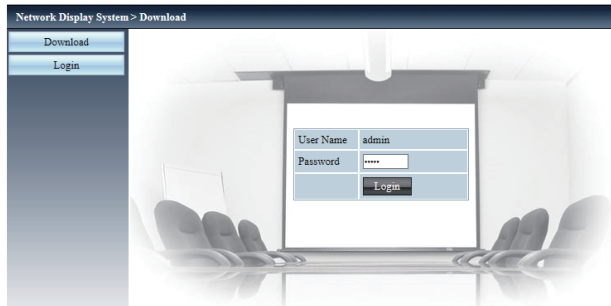 Network Display System > Download
Download
Login
User Name admin
Password •••••
Login